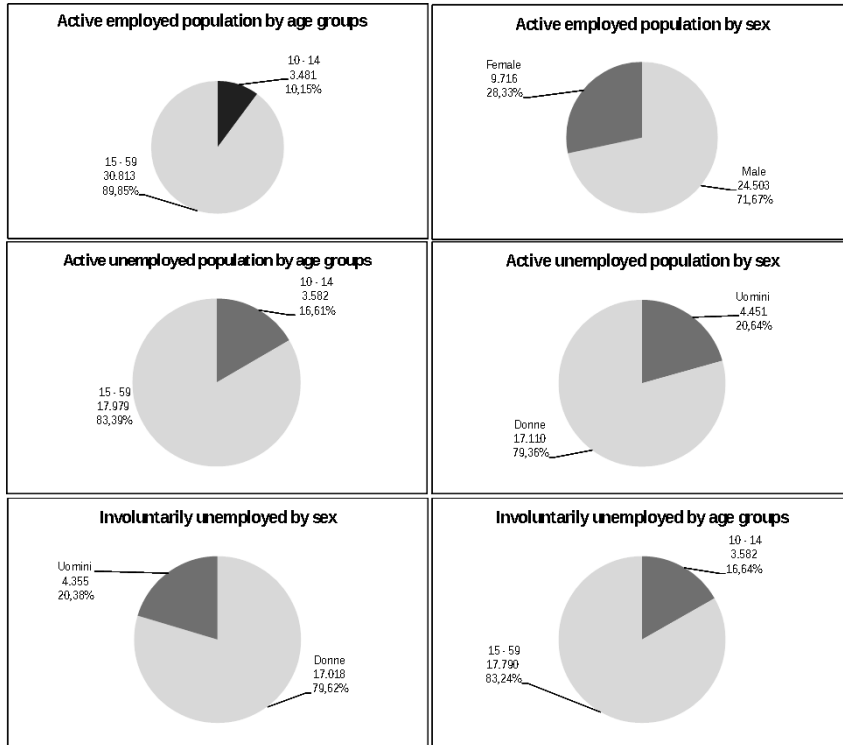 Active employed population by age groups
10 - 14
3.481
10,15%
15 - 59
30.813
89,85%
Active employed population by sex
Female
9.716
28,33%
Male
24.503
71,67%
Active unemployed population by age groups
10 - 14
3.582
16,61%
15 - 59
17.979
83,39%
Active unemployed population by sex
Uomini
4.451
20,64%
Donne
17.110
79,36%
Involuntarily unemployed by sex
Uomini
4.355
20,38%
Donne
17.018
79,62%
Involuntarily unemployed by age groups
10 - 14
3.582
16,64%
15 - 59
17.790
83,24%